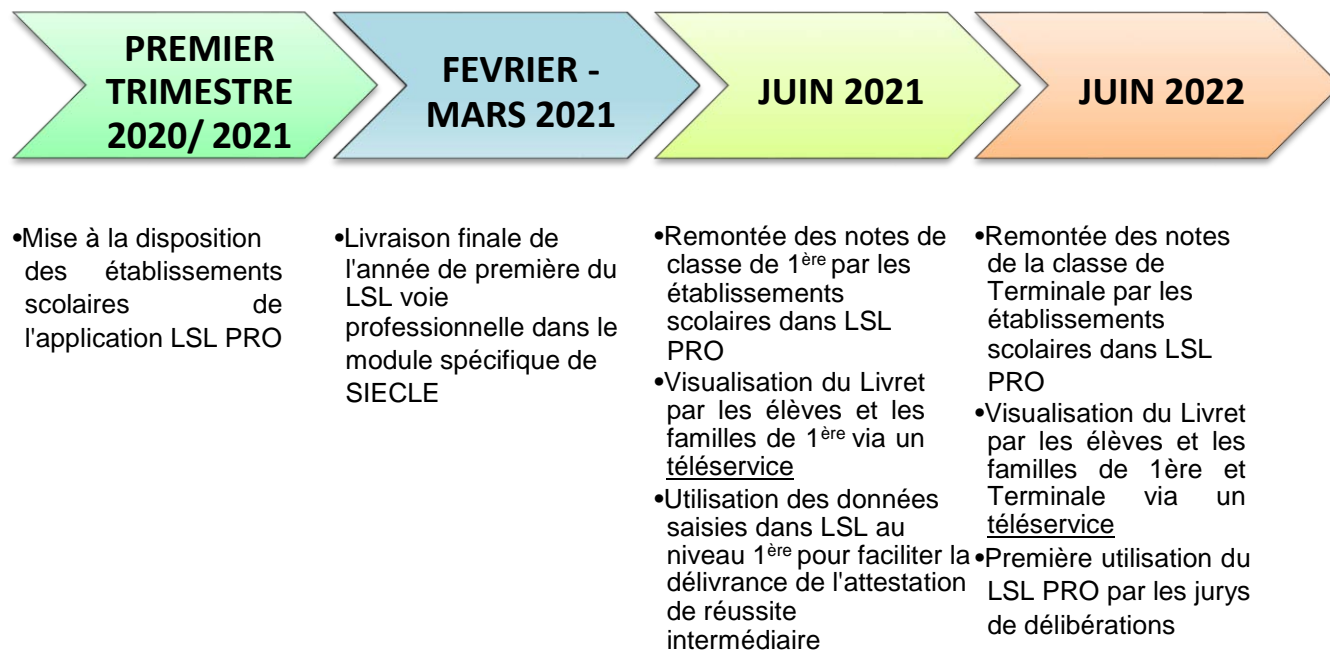 PREMIER
TRIMESTRE
2020/ 2021
FEVRIER -
MARS 2021
JUIN 2021
JUIN 2022
•Mise à la disposition
des établissements
scolaires de
l'application LSL PRO
•Livraison finale de
l'année de première du
LSL voie
professionnelle dans le
module spécifique de
SIECLE
•Remontée des notes de
classe de 1ère par les
établissements
scolaires dans LSL
PRO
•Visualisation du Livret
par les élèves et les
familles de 1ère via un
téléservice
•Utilisation des données
saisies dans LSL au
niveau 1ère pour faciliter la
délivrance de l'attestation
de réussite
intermédiaire
•Remontée des notes
de la classe de
Terminale par les
établissements
scolaires dans LSL
PRO
•Visualisation du Livret
par les élèves et les
familles de 1ère et
Terminale via un
téléservice
•Première utilisation du
LSL PRO par les jurys
de délibérations